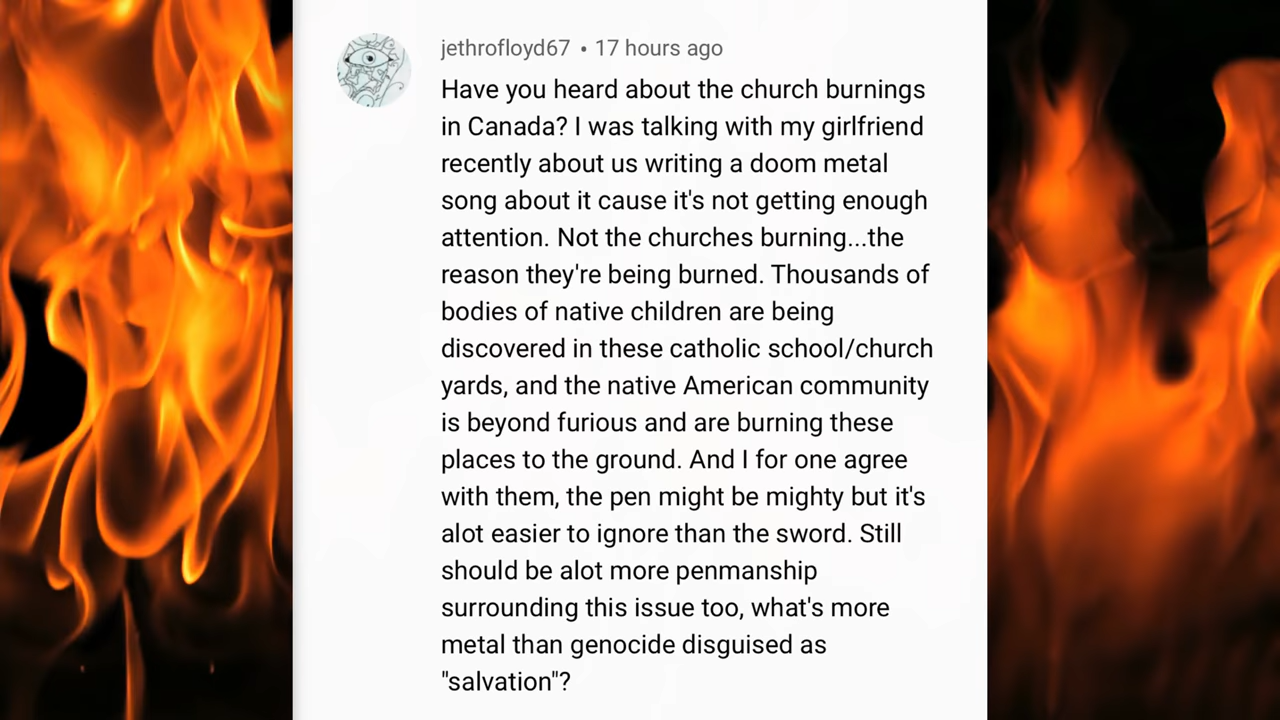 jethrofloyd67 • 17 hours ago
Have you heard about the church burnings
in Canada? I was talking with my girlfriend
recently about us writing a doom metal
song about it cause it's not getting enough
attention. Not the churches burning...the
reason they're being burned. Thousands of
bodies of native children are being
discovered in these catholic school/church
yards, and the native American community
is beyond furious and are burning these
places to the ground. And I for one agree
with them, the pen might be mighty but it's
alot easier to ignore than the sword. Still
should be alot more penmanship
surrounding this issue too, what's more
metal than genocide disguised as
"salvation"?